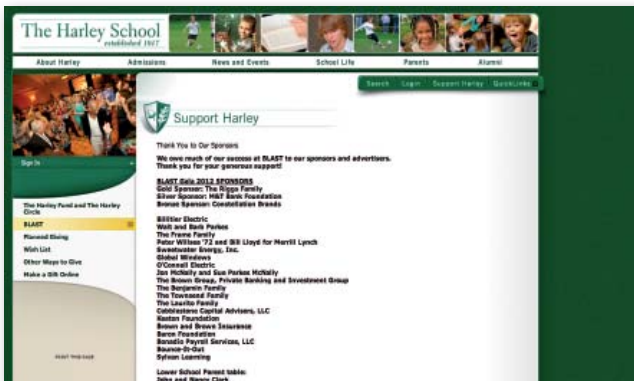 The Harley School
established 1917
About Harley
Admissions
News and Events
School Life
Parents
Alumni
Search
Login
Support Harley
QuickLinks
Support Harley
Sign In
The Harley Fund and The Harley
Circle
BLAST
Planned Giving
Wish List
Other Ways to Give
Make a Gift Online
PRINT THIS PAGE
Thank You to Our Sponsors
We owe much of our success at BLAST to our sponsors and advertisers.
Thank you for your generous support!
BLAST Gala 2012 SPONSORS
Gold Sponsor: The Riggs Family
Silver Sponsor: M&T Bank Foundation
Bronze Sponsor: Constellation Brands
Billitier Electric
Walt and Barb Parkes
The Frame Family
Peter Willsea '72 and Bill Lloyd for Merrill Lynch
Sweetwater Energy, Inc.
Global Windows
O'Connell Electric
Jon McNally and Sue Parkes McNally
The Brown Group, Private Banking and Investment Group
The Benjamin Family
The Townsend Family
The Laurito Family
Cobblestone Capital Advisers, LLC
Foundation
Brown and Brown Insurance
Baron Foundation
Bonadio Payroll Services, LLC
Bounce-It-Out
Sylvan Learning
Lower School Parent table:
John and Nancy Clark